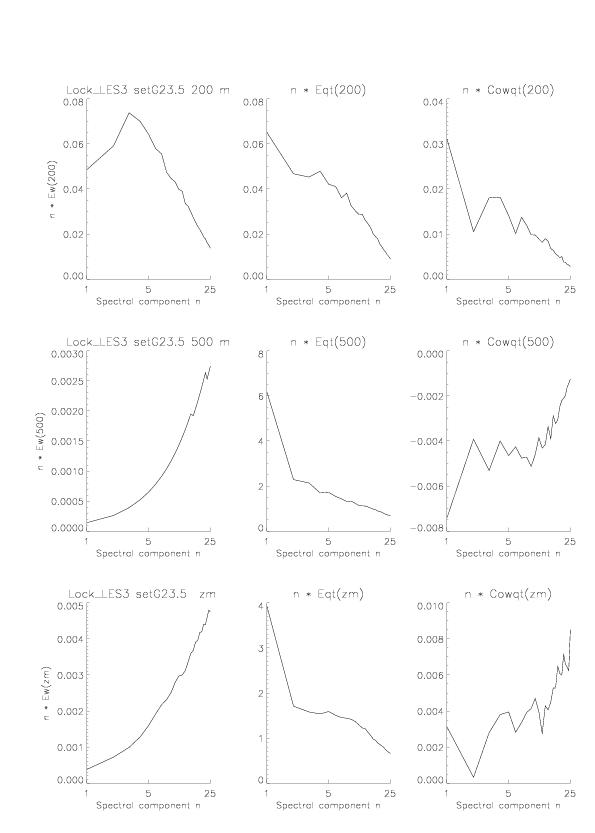 Lock_LES3 setG23.5 200 m
n * Eqt(200)
n * Cowqt(200)
n * Ew(200)
0.08
0.06
0.04
0.02
0.00
0.08
0.06
0.04
0.02
0.00
0.04
0.03
0.02
0.01
0.00
1 5 25
1 5 25
1 5 25
Spectral component n
Spectral component n
Spectral component n
Lock_LES3 setG23.5 500 m
n * Eqt(500)
n * Cowqt(500)
n * Ew(500)
0.0030
0.0025
0.0020
0.0015
0.0010
0.0005
0.0000
8
6
4
2
0
0.000
−0.002
−0.004
−0.006
−0.008
1 5 25
1 5 25
1 5 25
Spectral component n
Spectral component n
Spectral component n
Lock_LES3 setG23.5 zm
n * Eqt(zm)
n * Cowqt(zm)
n * Ew(zm)
0.005
0.004
0.003
0.002
0.001
0.000
4
3
2
1
0
0.010
0.008
0.006
0.004
0.002
0.000
1 5 25
1 5 25
1 5 25
Spectral component n
Spectral component n
Spectral component n